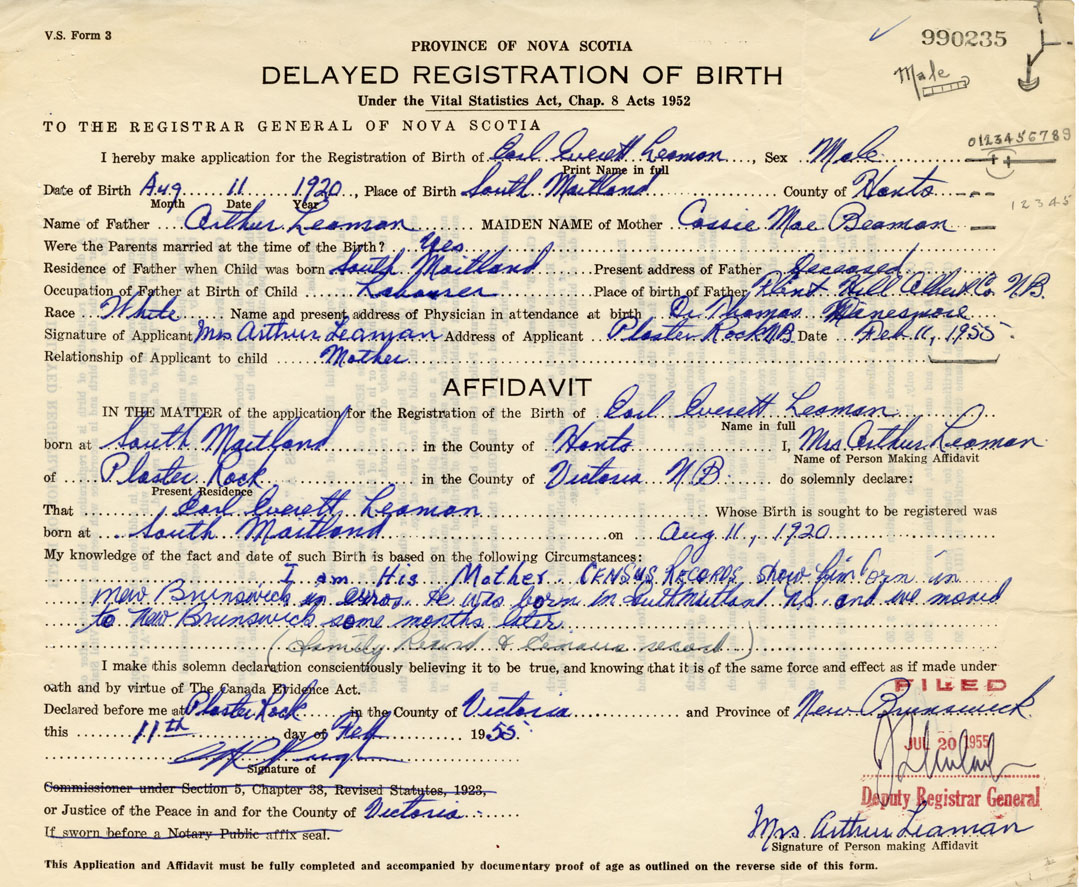 V.S. Form 3
990235
PROVINCE OF NOVA SCOTIA
Male
DELAYED REGISTRATION OF BIRTH
Under the Vital Statistics Act, Chap. 8 Acts 1952
TO THE REGISTRAR GENERAL OF NOVA SCOTIA
0123456789
I hereby make application for the Registration of Birth of Carl Everett Leaman, Sex Male
Print Name in full
Date of Birth Aug 11 1920, Place of Birth South Maitland County of Hants
Month Date Year
12345
Name of Father Arthur Leaman MAIDEN NAME of Mother Cassie Mae Beaman
Were the Parents married at the time of the Birth? Yes
Residence of Father when Child was born South Maitland Present address of Father Deceased
Occupation of Father at Birth of Child Labourer Place of birth of Father Flint Hill Albert Co. N.B.
Race White Name and present address of Physician in attendance at birth Dr Thomas
Signature of Applicant Mrs Arthur Leaman Address of Applicant Plaster Rock N.B. Date Feb. 11, 1955
Relationship of Applicant to child Mother
AFFIDAVIT
IN THE MATTER of the application for the Registration of the Birth of Carl Everett Leaman
Name in full
born at South Maitland in the County of Hants I, Mrs Arthur Leaman
Name of Person Making Affidavit
of Plaster Rock in the County of Victoria N.B. do solemnly declare:
Present Residence
That Carl Everett Leaman Whose Birth is sought to be registered was
born at South Maitland on Aug 11, 1920
My knowledge of the fact and date of such Birth is based on the following Circumstances:
I am His Mother CENSUS RECORDS show him born in
New Brunswick in error. He was born in South Maitland N.S. and we moved
to New Brunswick some months later.
(Family Record & Census record)
I make this solemn declaration conscientiously believing it to be true, and knowing that it is of the same force and effect as if made under
oath and by virtue of The Canada Evidence Act.
FILED
Declared before me at Plaster Rock in the County of Victoria and Province of New Brunswick
this 11th day of Feb 1955
JUL 20 1955
Signature of
Commissioner under Section 5, Chapter 38, Revised Statutes, 1923,
Deputy Registrar General
or Justice of the Peace in and for the County of Victoria
If sworn before a Notary Public affix seal.
Mrs. Arthur Leaman
Signature of Person making Affidavit
This Application and Affidavit must be fully completed and accompanied by documentary proof of age as outlined on the reverse side of this form.